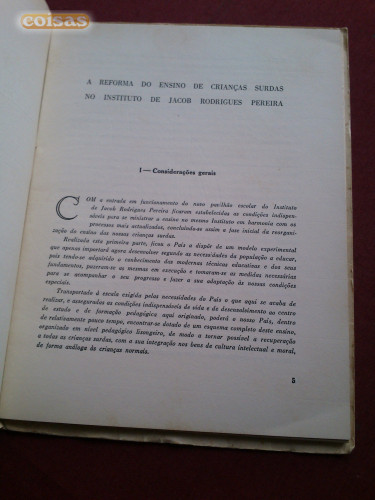 coisas
A REFORMA DO ENSINO DE CRIANÇAS SURDAS
NO INSTITUTO DE JACOB RODRIGUES PEREIRA
I — Considerações gerais
COM a entrada em funcionamento do novo pavilhão escolar do Instituto
de Jacob Rodrigues Pereira ficaram estabelecidas as condições indispen-
sáveis para se ministrar o ensino no mesmo Instituto em harmonia com os
processos mais actualizados, concluindo-se assim a fase inicial da reorgani-
zação do ensino das nossas crianças surdas.
Realizada esta primeira parte, ficou o País a dispor de um modelo experimental
que apenas importará agora desenvolver segundo as necessidades da população a educar,
pois tendo-se adquirido o conhecimento das modernas técnicas educativas e dos seus
fundamentos, puseram-se as mesmas em execução e tomaram-se as medidas necessárias
para se acompanhar o seu progresso e fazer a sua adaptação às nossas condições
especiais.
Transportado à escala exigida pelas necessidades do País o que aqui se acaba de
realizar, e asseguradas as condições indispensáveis de vida e de desenvolvimento ao centro
de estudo e de formação pedagógica aqui originado, poderá o nosso País, dentro
de relativamente pouco tempo, encontrar-se dotado de um esquema completo deste ensino,
organizado em nível pedagógico lisongeiro, de modo a tornar possível a recuperação
a todas as crianças surdas, com a sua integração nos bens da cultura intelectual e moral,
de forma análoga às crianças normais.
5